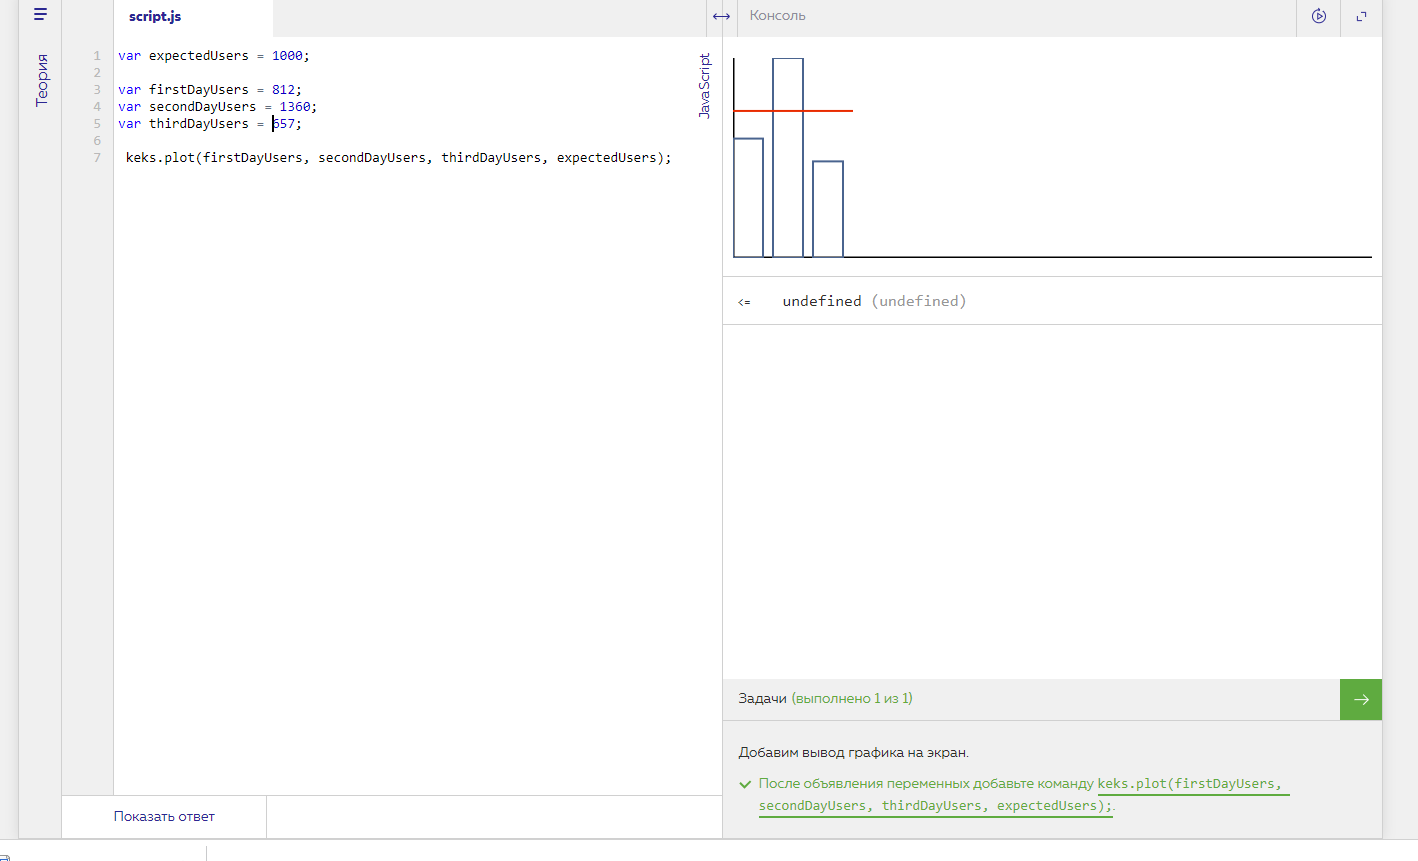 script.js
Консоль
Теория
JavaScript
1 var expectedUsers = 1000;
2
3 var firstDayUsers = 812;
4 var secondDayUsers = 1360;
5 var thirdDayUsers = 657;
6
7 keks.plot(firstDayUsers, secondDayUsers, thirdDayUsers, expectedUsers);
<= undefined (undefined)
Задачи (выполнено 1 из 1)
Добавим вывод графика на экран.
После объявления переменных добавьте команду keks.plot(firstDayUsers,
secondDayUsers, thirdDayUsers, expectedUsers);.
Показать ответ